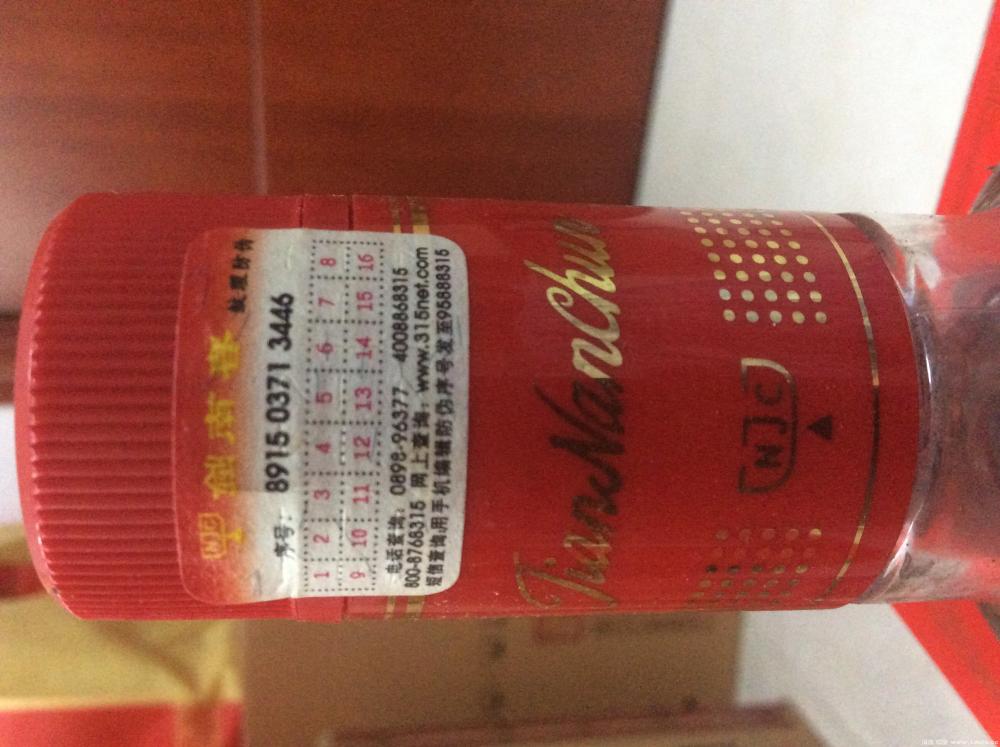 NJC 剑南春
纹理防伪
序号: 8915 0371 3446
1 2 3 4 5 6 7 8
9 10 11 12 13 14 15 16
电话查询: 0898-96377 4008868315
800-8768315 网上查询: www.315net.com
短信查询:用手机编辑防伪序号发至95888315
JianNanChun
NJC